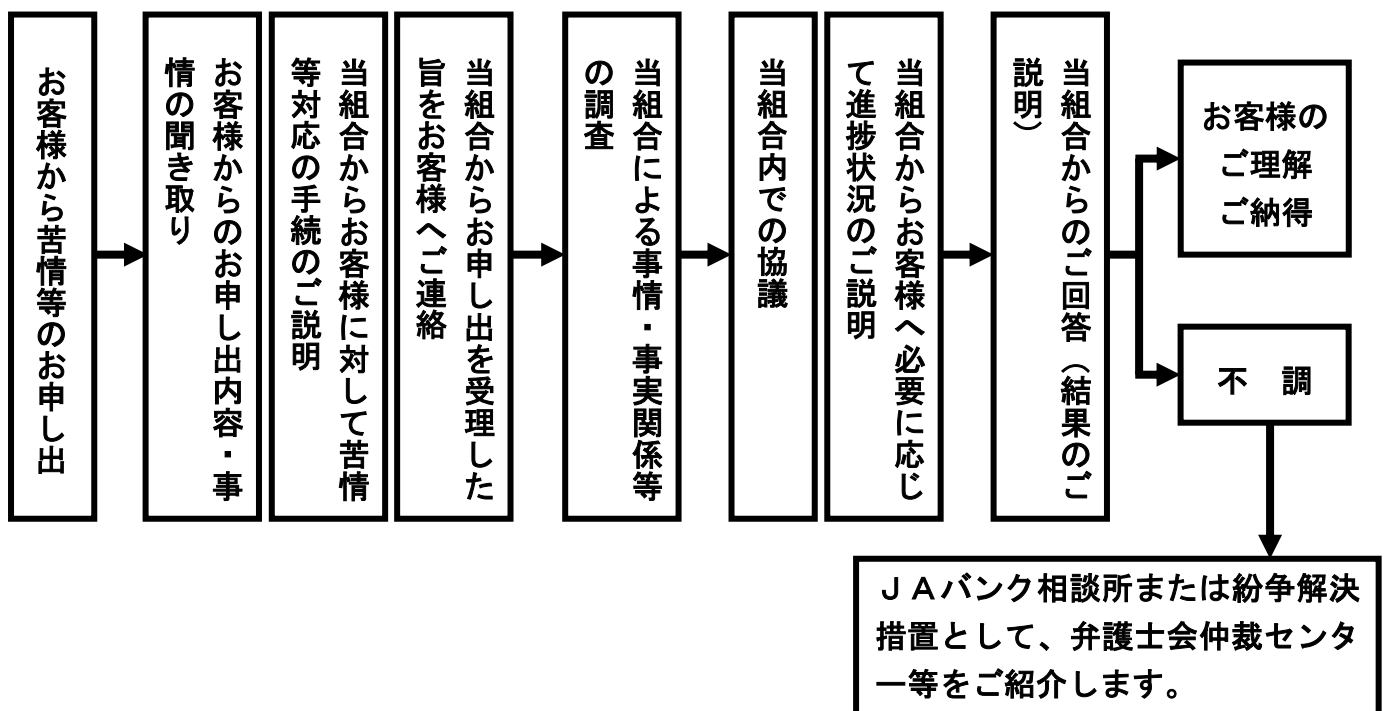 お客様から苦情等のお申し出
お客様からのお申し出内容・事
情の聞き取り
当組合からお客様に対して苦情
等対応の手続のご説明
当組合からお申し出を受理した
旨をお客様へご連絡
当組合による事情・事実関係等
の調査
当組合内での協議
当組合からお客様へ必要に応じ
て進捗状況のご説明
当組合からのご回答（結果のご
説明）
お客様の
ご理解
ご納得
不　調
ＪＡバンク相談所または紛争解決
措置として、弁護士会仲裁センタ
ー等をご紹介します。